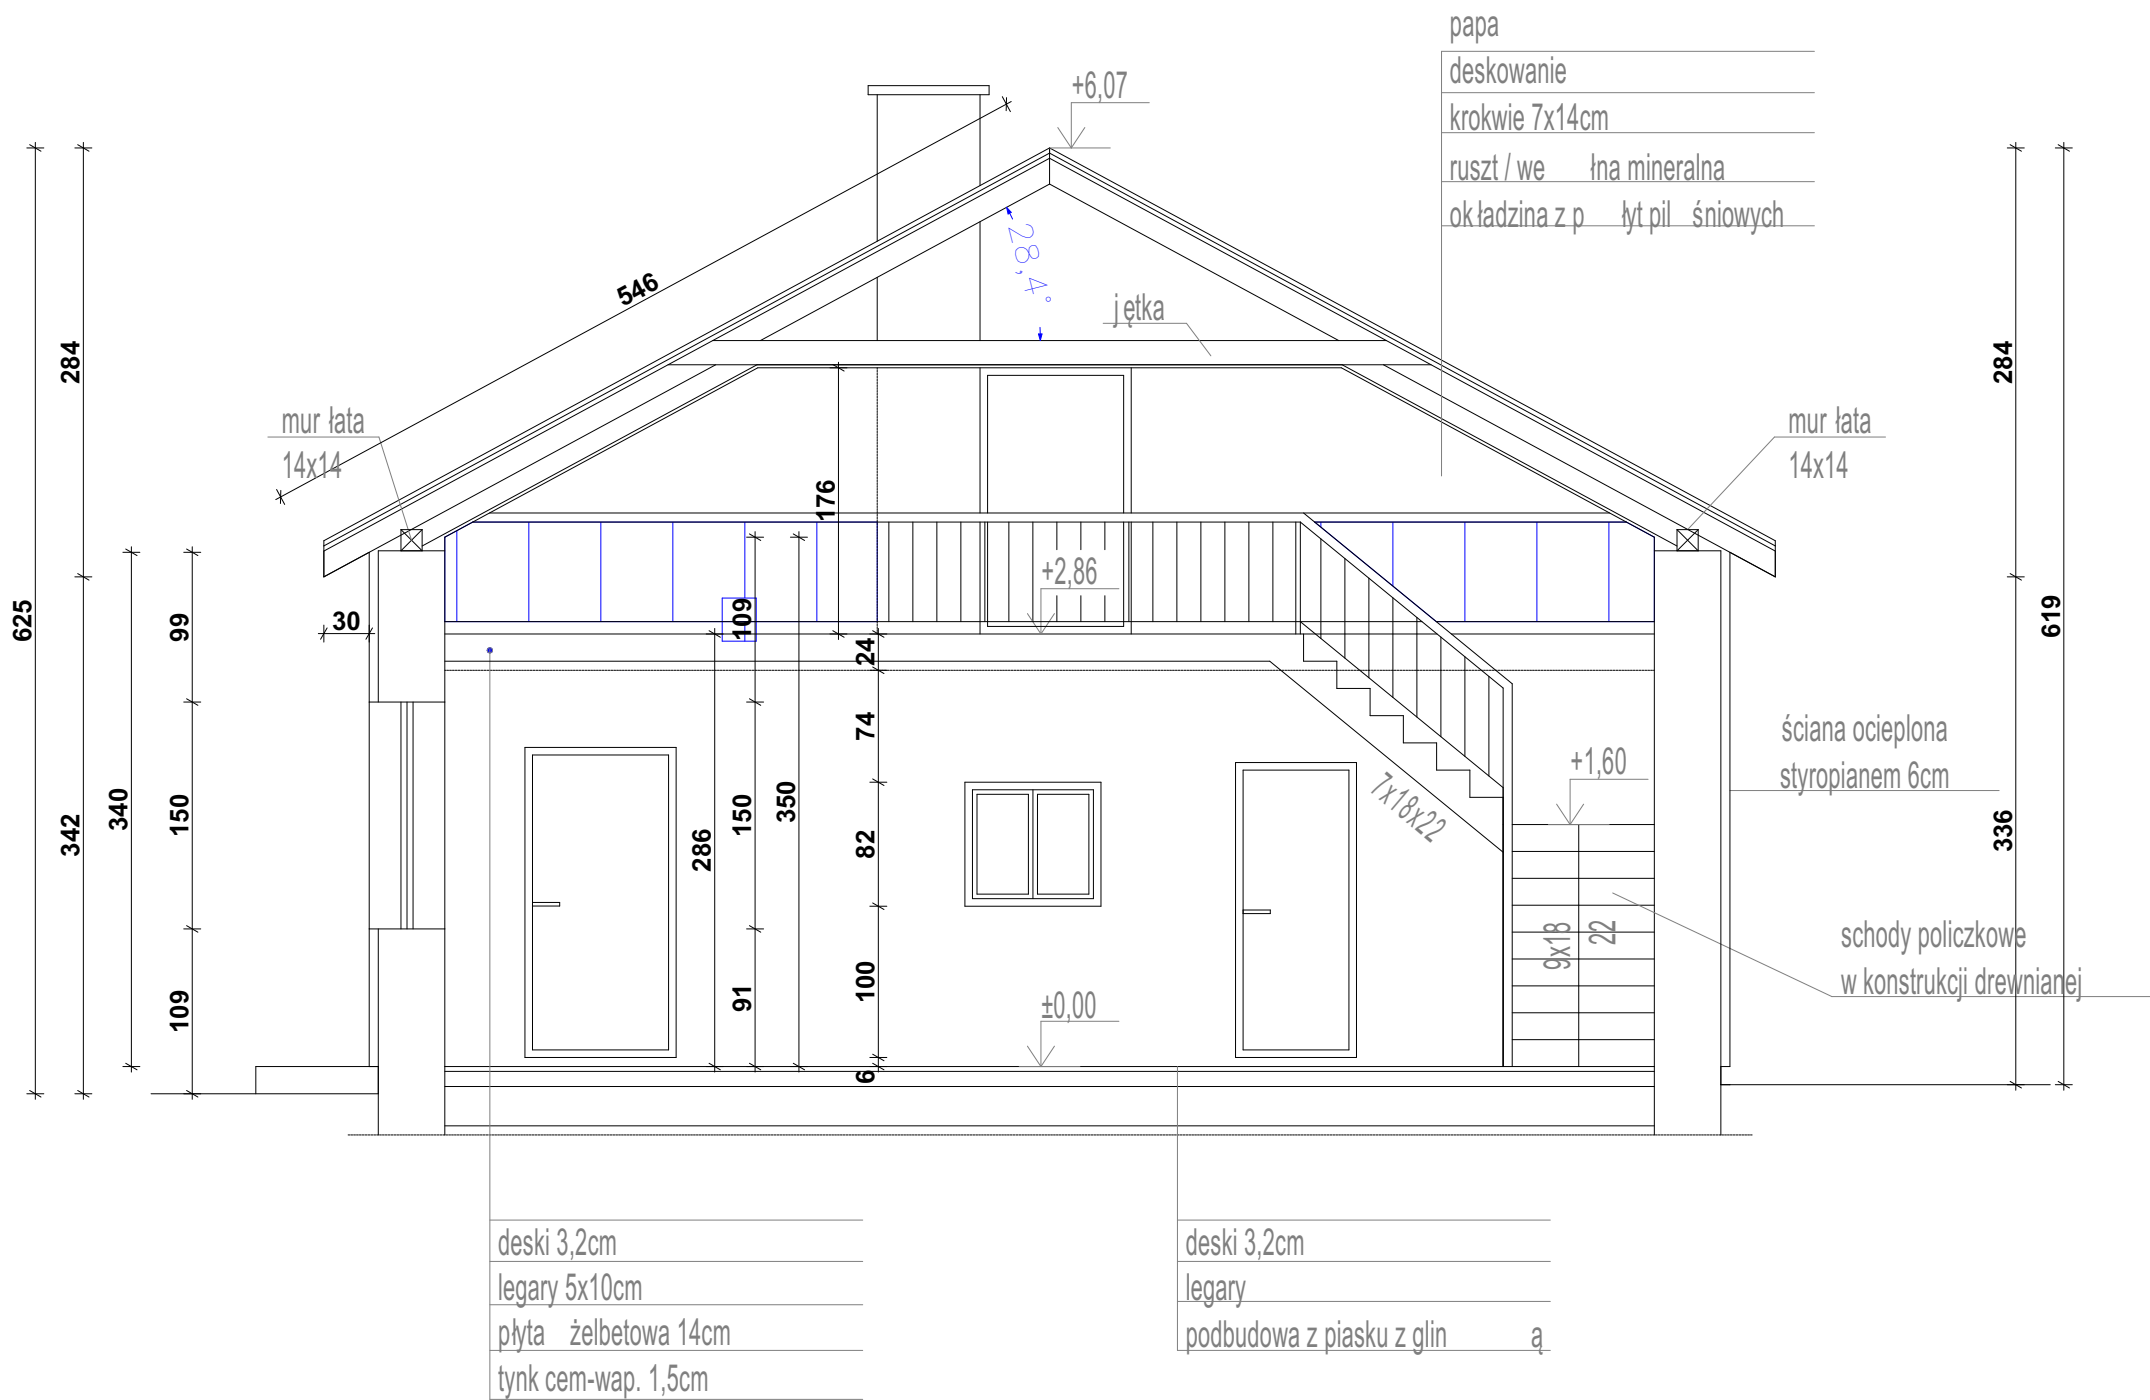 papa
deskowanie
krokwie 7x14cm
ruszt / we łna mineralna
ok ładzina z p łyt pil śniowych
+6,07
28,4°
546
j ętka
284
284
mur łata
14x14
mur łata
14x14
176
+2,86
625
99
30
109
24
619
74
ściana ocieplona
styropianem 6cm
+1,60
7x18x22
340
342
150
286
150
350
82
336
9x18
22
schody policzkowe
w konstrukcji drewnianej
109
91
100
±0,00
6
deski 3,2cm
legary 5x10cm
płyta żelbetowa 14cm
tynk cem-wap. 1,5cm
deski 3,2cm
legary
podbudowa z piasku z glin ą